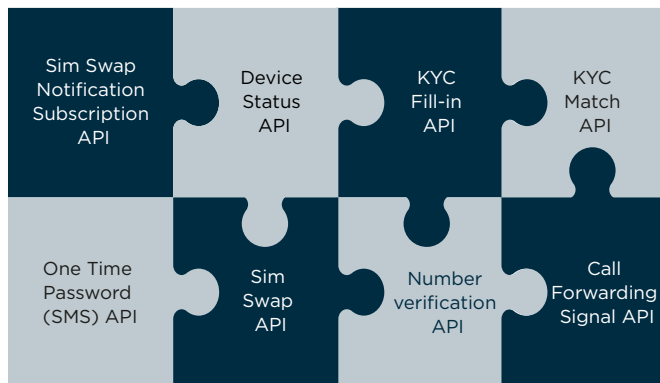 Sim Swap
Notification
Subscription
API
Device
Status
API
KYC
Fill-in
API
KYC
Match
API
One Time
Password
(SMS) API
Sim
Swap
API
Number
verification
API
Call
Forwarding
Signal API